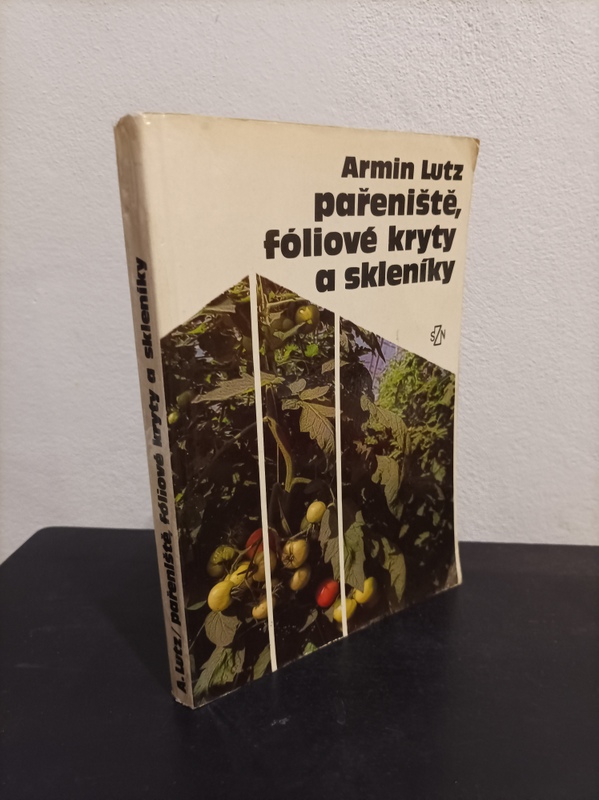 Armin Lutz
pařeniště,
fóliové kryty
a skleníky
SZN
A. Lutz / pařeniště, fóliové kryty a skleníky